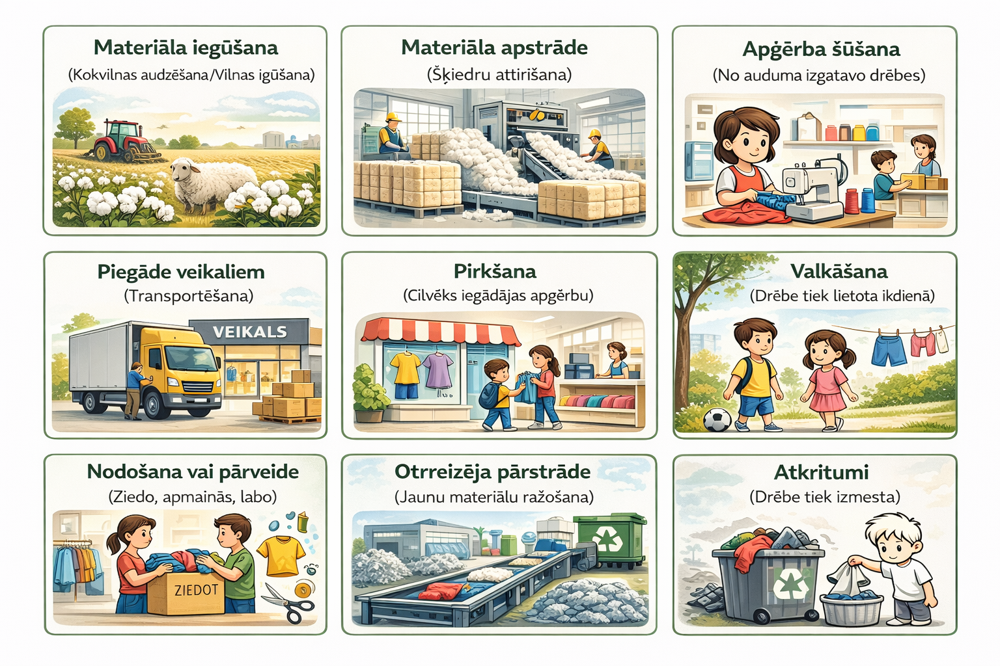 Materiāla iegūšana
(Kokvilnas audzēšana/Vilnas igūšana)
Materiāla apstrāde
(Šķiedru attirišana)
Apģērba šūšana
(No auduma izgatavo drēbes)
Piegāde veikaliem
(Transportēšana)
VEIKALS
Pirkšana
(Cilvēks iegādājas apgērbu)
Valkāšana
(Drēbe tiek lietota ikdienā)
Nodošana vai pārveide
(Ziedo, apmainās, labo)
ZIEDOT
Otrreizēja pārstrāde
(Jaunu materiālu ražošana)
Atkritumi
(Drēbe tiek izmesta)